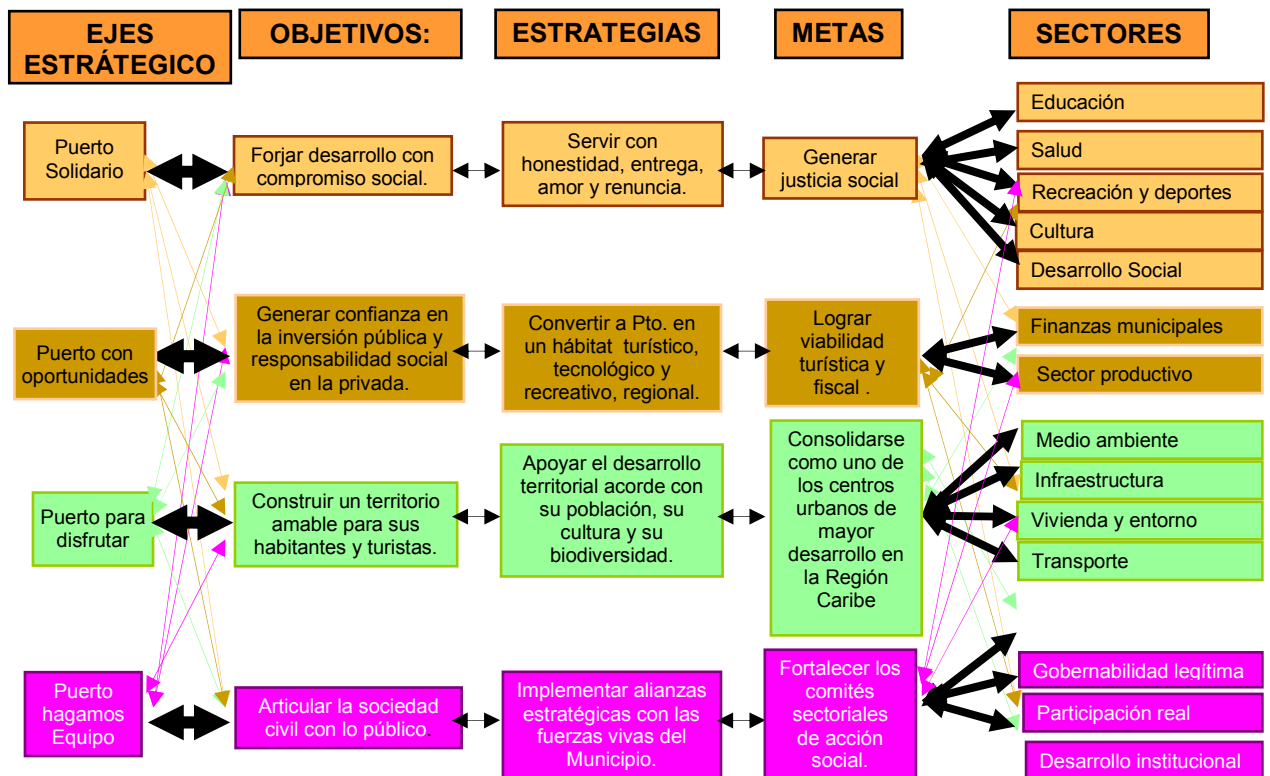 EJES
ESTRÁTEGICO
OBJETIVOS:
ESTRATEGIAS
METAS
SECTORES
Puerto
Solidario
Forjar desarrollo con
compromiso social.
Servir con
honestidad, entrega,
amor y renuncia.
Generar
justicia social
Educación
Salud
Recreación y deportes
Cultura
Desarrollo Social
Puerto con
oportunidades
Generar confianza en
la inversión pública y
responsabilidad social
en la privada.
Convertir a Pto. en
un hábitat turístico,
tecnológico y
recreativo, regional.
Lograr
viabilidad
turística y
fiscal .
Finanzas municipales
Sector productivo
Puerto para
disfrutar
Construir un territorio
amable para sus
habitantes y turistas.
Apoyar el desarrollo
territorial acorde con
su población, su
cultura y su
biodiversidad.
Consolidarse
como uno de
los centros
urbanos de
mayor
desarrollo en
la Región
Caribe
Medio ambiente
Infraestructura
Vivienda y entorno
Transporte
Puerto
hagamos
Equipo
Articular la sociedad
civil con lo público.
Implementar alianzas
estratégicas con las
fuerzas vivas del
Municipio.
Fortalecer los
comités
sectoriales
de acción
social.
Gobernabilidad legítima
Participación real
Desarrollo institucional